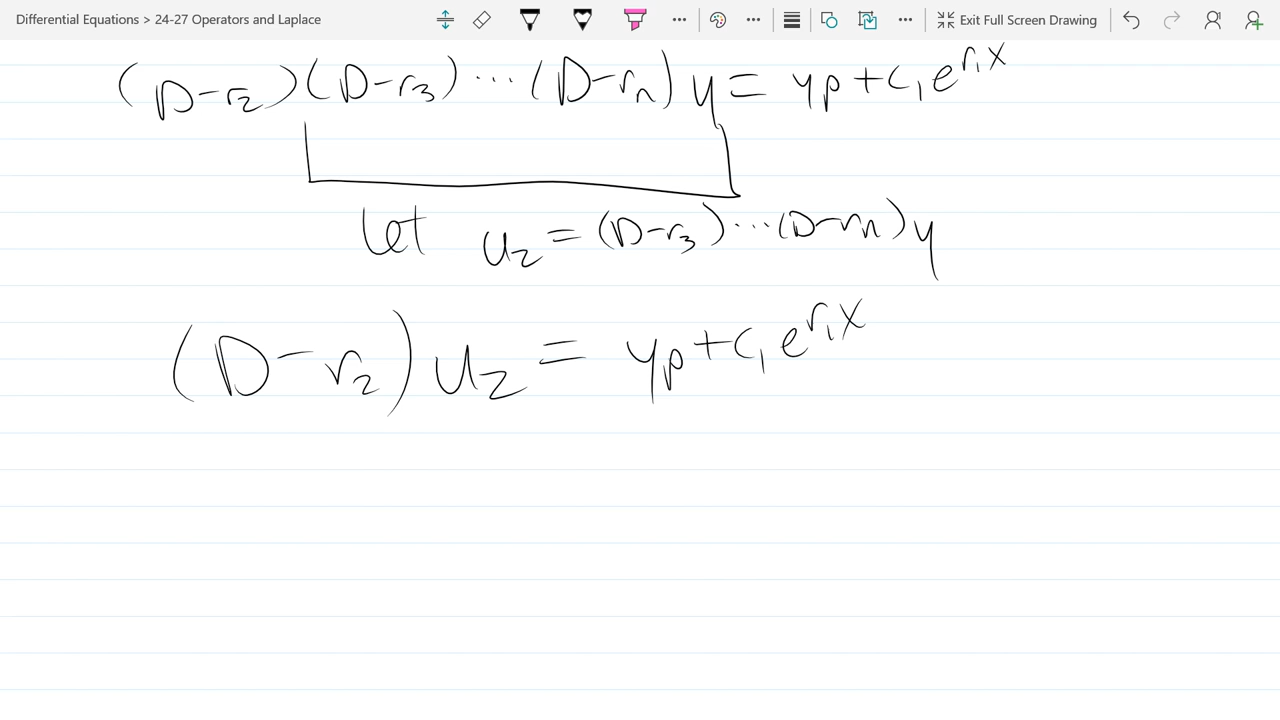 Differential Equations > 24-27 Operators and Laplace
Exit Full Screen Drawing
(D-r₂)(D-r₃)⋯(D-rₙ)y = yp + c₁e^{r₁x}
let u₂ = (D-r₃)⋯(D-rₙ)y
(D-r₂)u₂ = yp + c₁e^{r₁x}